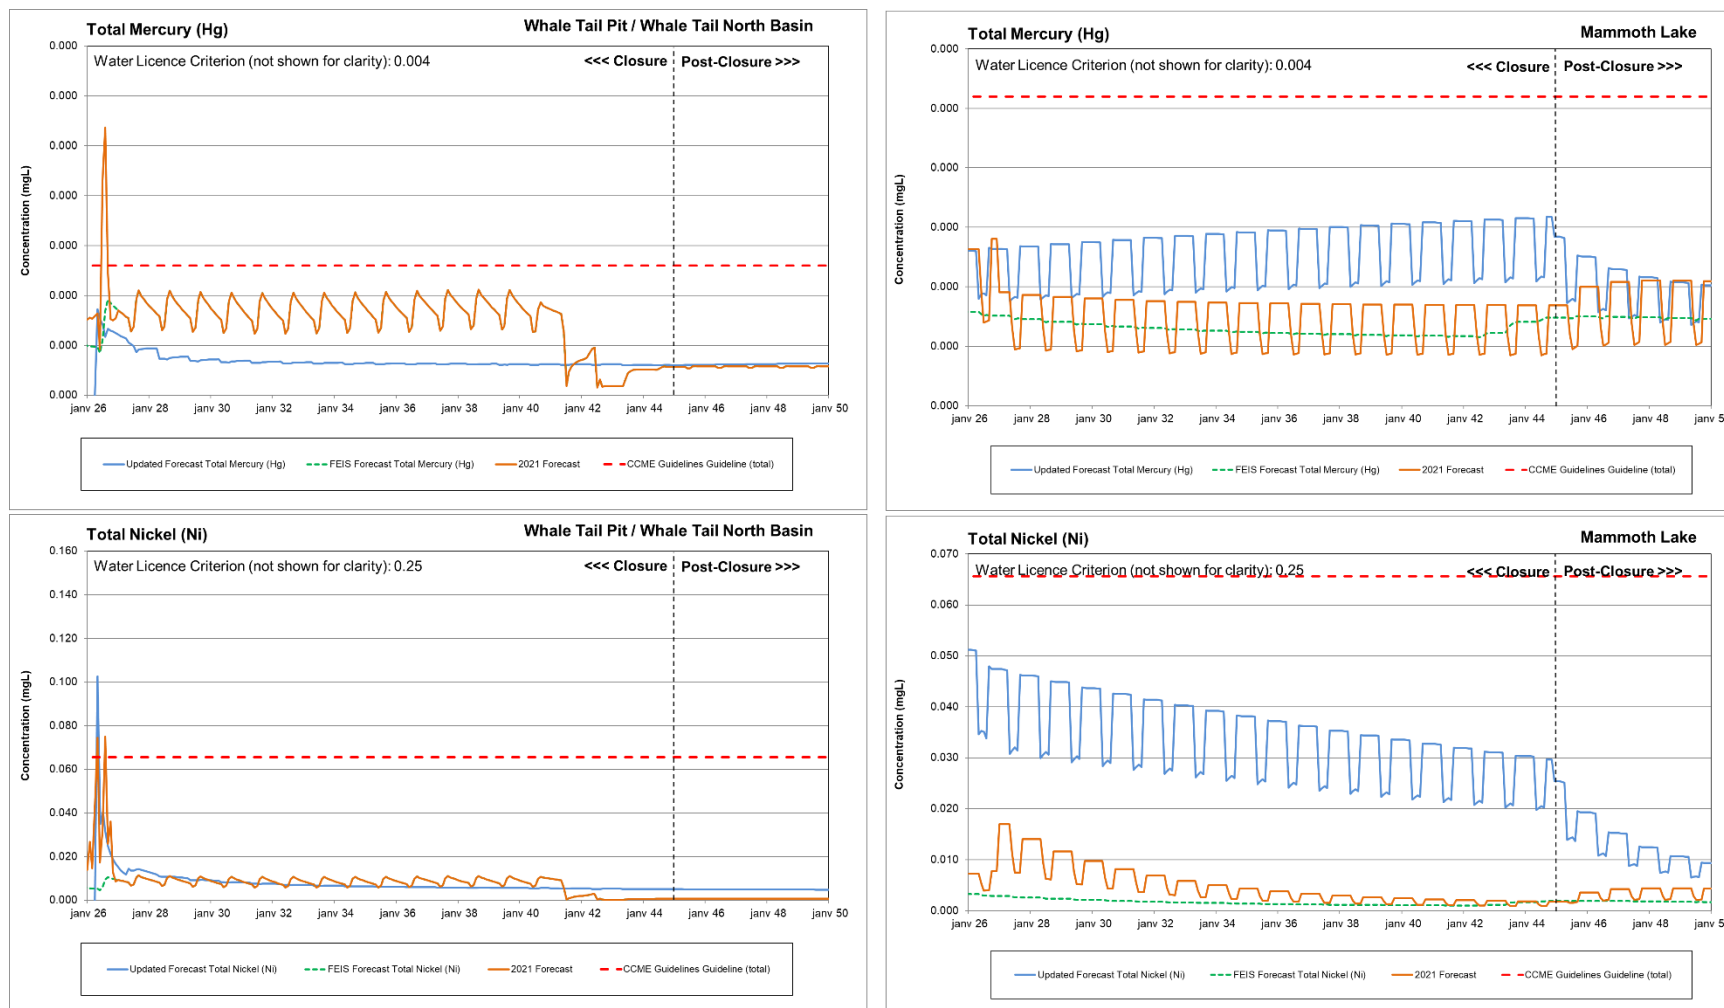 Total Mercury (Hg)
Whale Tail Pit / Whale Tail North Basin
Water Licence Criterion (not shown for clarity): 0.004
<<< Closure
Post-Closure >>>
Concentration (mgL)
0.000
0.000
0.000
0.000
0.000
0.000
0.000
0.000
janv 26
janv 28
janv 30
janv 32
janv 34
janv 36
janv 38
janv 40
janv 42
janv 44
janv 46
janv 48
janv 50
Updated Forecast Total Mercury (Hg)
FEIS Forecast Total Mercury (Hg)
2021 Forecast
CCME Guidelines Guideline (total)
Total Mercury (Hg)
Mammoth Lake
Water Licence Criterion (not shown for clarity): 0.004
<<< Closure
Post-Closure >>>
Concentration (mgL)
0.000
0.000
0.000
0.000
0.000
0.000
0.000
janv 26
janv 28
janv 30
janv 32
janv 34
janv 36
janv 38
janv 40
janv 42
janv 44
janv 46
janv 48
janv 5
Updated Forecast Total Mercury (Hg)
FEIS Forecast Total Mercury (Hg)
2021 Forecast
CCME Guidelines Guideline (total)
Total Nickel (Ni)
Whale Tail Pit / Whale Tail North Basin
Water Licence Criterion (not shown for clarity): 0.25
<<< Closure
Post-Closure >>>
Concentration (mgL)
0.160
0.140
0.120
0.100
0.080
0.060
0.040
0.020
0.000
janv 26
janv 28
janv 30
janv 32
janv 34
janv 36
janv 38
janv 40
janv 42
janv 44
janv 46
janv 48
janv 50
Updated Forecast Total Nickel (Ni)
FEIS Forecast Total Nickel (Ni)
2021 Forecast
CCME Guidelines Guideline (total)
Total Nickel (Ni)
Mammoth Lake
Water Licence Criterion (not shown for clarity): 0.25
<<< Closure
Post-Closure >>>
Concentration (mgL)
0.070
0.060
0.050
0.040
0.030
0.020
0.010
0.000
janv 26
janv 28
janv 30
janv 32
janv 34
janv 36
janv 38
janv 40
janv 42
janv 44
janv 46
janv 48
janv 5
Updated Forecast Total Nickel (Ni)
FEIS Forecast Total Nickel (Ni)
2021 Forecast
CCME Guidelines Guideline (total)